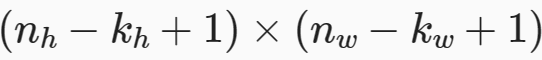 (n_h − k_h + 1) × (n_w − k_w + 1)